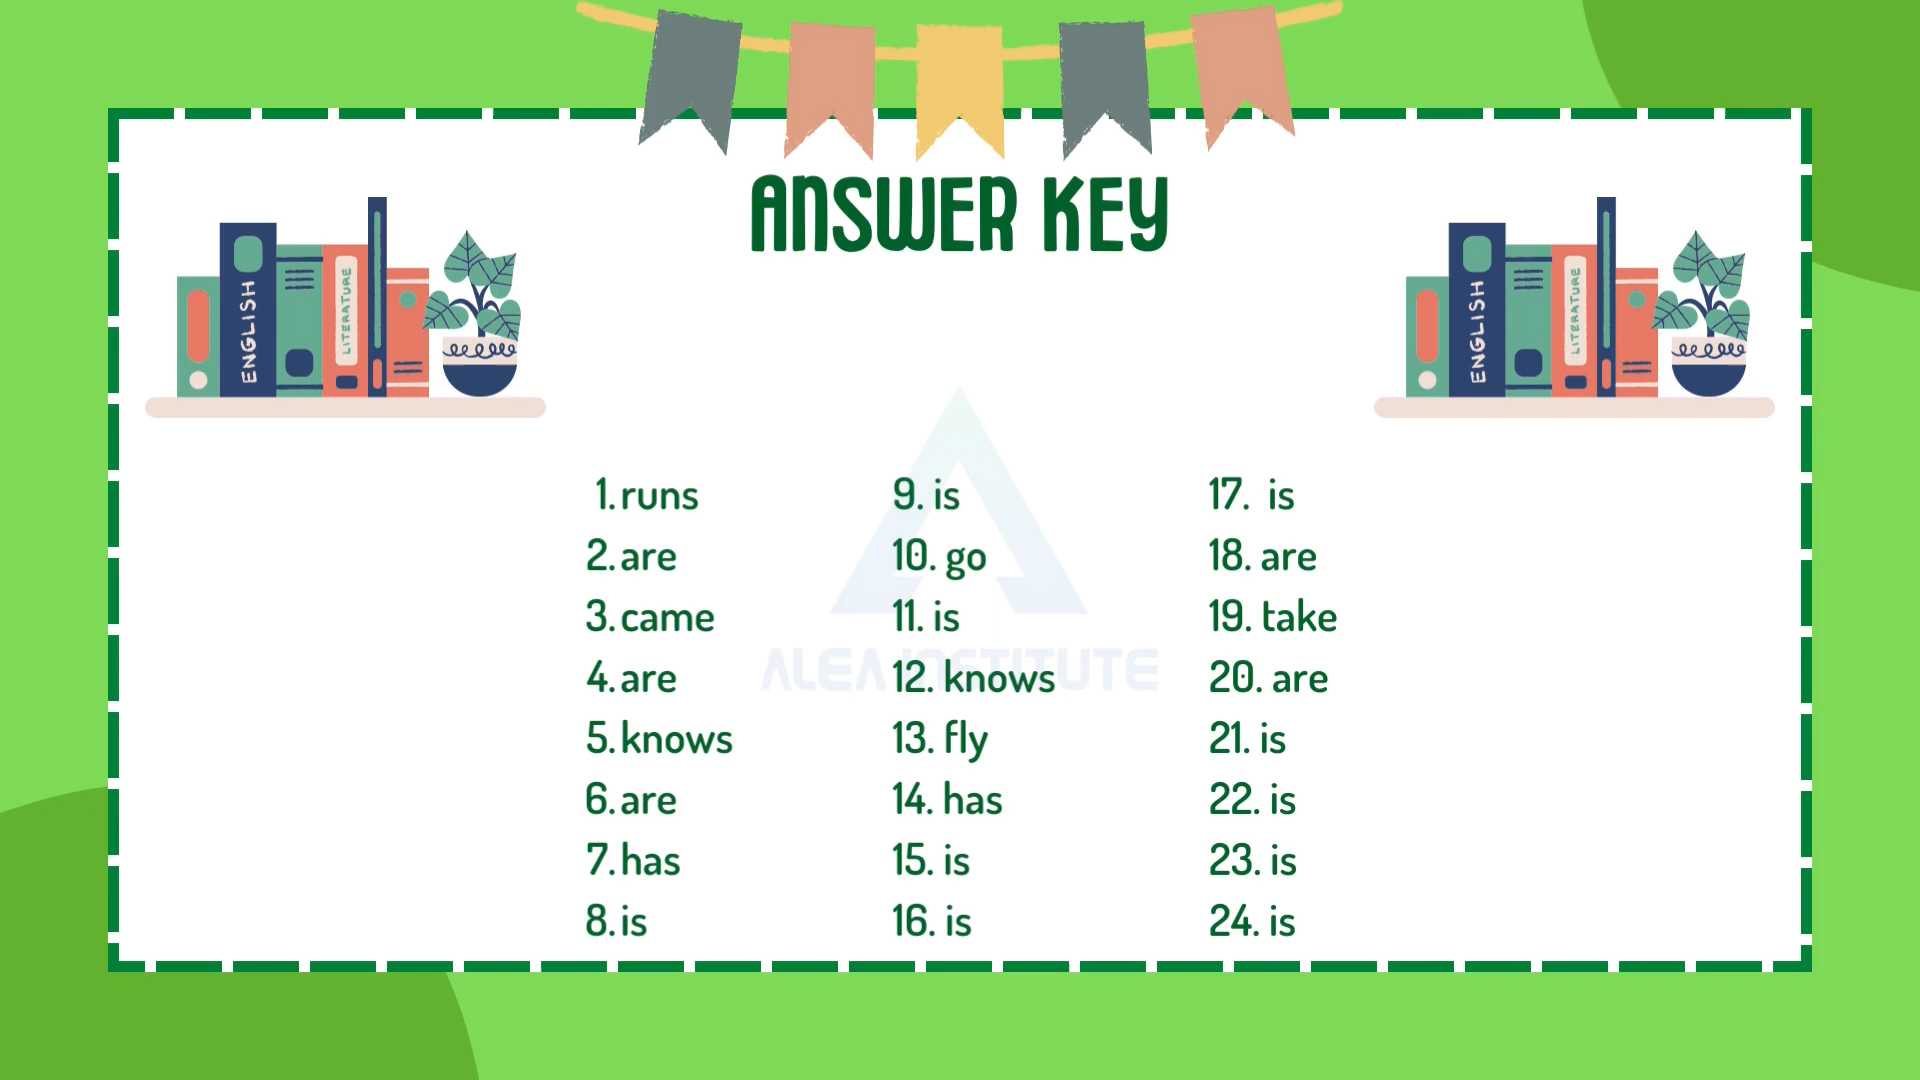 ANSWER KEY
ENGLISH
LITERATURE
ENGLISH
LITERATURE
1. runs
2. are
3. came
4. are
5. knows
6. are
7. has
8. is
9. is
10. go
11. is
12. knows
13. fly
14. has
15. is
16. is
17. is
18. are
19. take
20. are
21. is
22. is
23. is
24. is
ALEA INSTITUTE